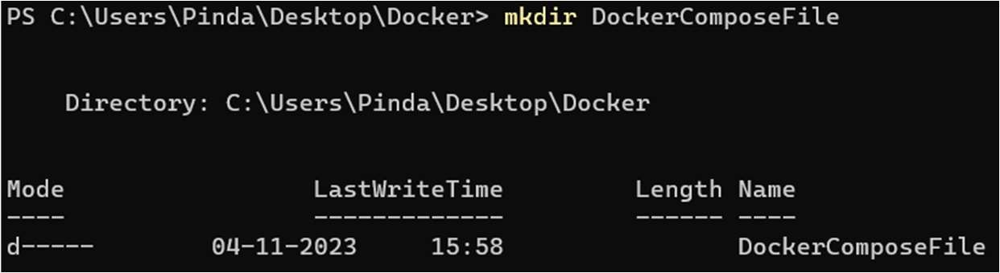 PS C:\Users\Pinda\Desktop\Docker> mkdir DockerComposeFile
Directory: C:\Users\Pinda\Desktop\Docker
Mode                 LastWriteTime         Length Name
----                 -------------         ------ ----
d-----        04-11-2023     15:58                DockerComposeFile